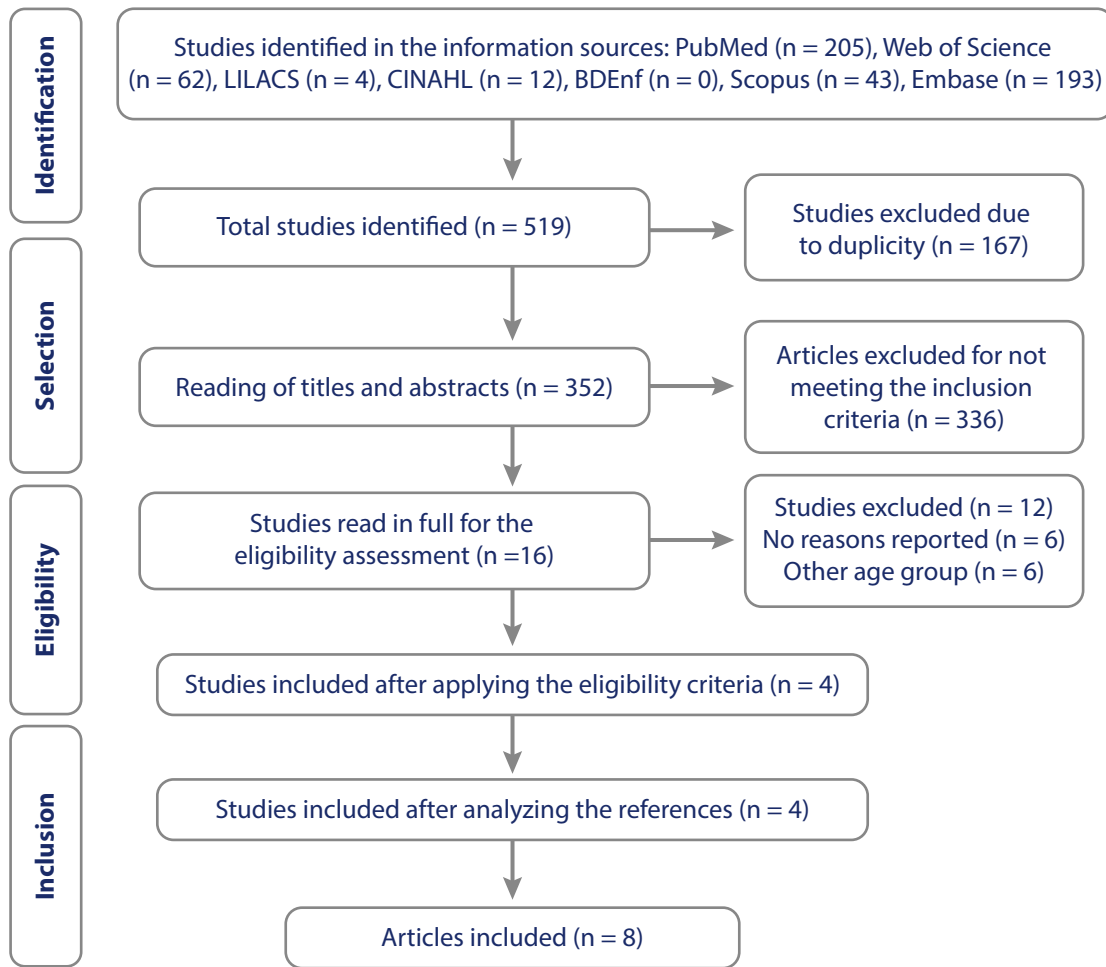 Identification
Studies identified in the information sources: PubMed (n = 205), Web of Science
(n = 62), LILACS (n = 4), CINAHL (n = 12), BDEnf (n = 0), Scopus (n = 43), Embase (n = 193)
Total studies identified (n = 519)
Studies excluded due
to duplicity (n = 167)
Selection
Reading of titles and abstracts (n = 352)
Articles excluded for not
meeting the inclusion
criteria (n = 336)
Eligibility
Studies read in full for the
eligibility assessment (n =16)
Studies excluded (n = 12)
No reasons reported (n = 6)
Other age group (n = 6)
Studies included after applying the eligibility criteria (n = 4)
Inclusion
Studies included after analyzing the references (n = 4)
Articles included (n = 8)